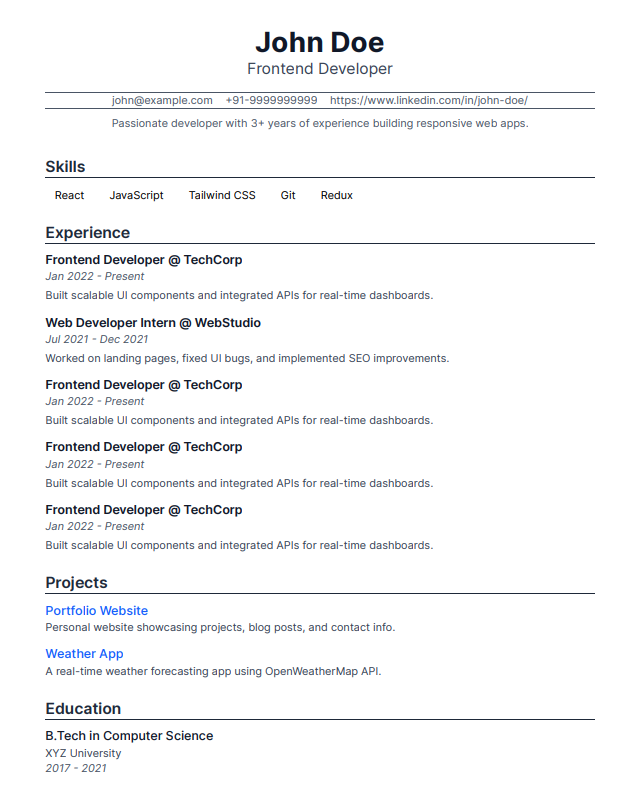 John Doe
Frontend Developer
john@example.com +91-9999999999 https://www.linkedin.com/in/john-doe/
Passionate developer with 3+ years of experience building responsive web apps.
Skills
React JavaScript Tailwind CSS Git Redux
Experience
Frontend Developer @ TechCorp
Jan 2022 - Present
Built scalable UI components and integrated APIs for real-time dashboards.
Web Developer Intern @ WebStudio
Jul 2021 - Dec 2021
Worked on landing pages, fixed UI bugs, and implemented SEO improvements.
Frontend Developer @ TechCorp
Jan 2022 - Present
Built scalable UI components and integrated APIs for real-time dashboards.
Frontend Developer @ TechCorp
Jan 2022 - Present
Built scalable UI components and integrated APIs for real-time dashboards.
Frontend Developer @ TechCorp
Jan 2022 - Present
Built scalable UI components and integrated APIs for real-time dashboards.
Projects
Portfolio Website
Personal website showcasing projects, blog posts, and contact info.
Weather App
A real-time weather forecasting app using OpenWeatherMap API.
Education
B.Tech in Computer Science
XYZ University
2017 - 2021